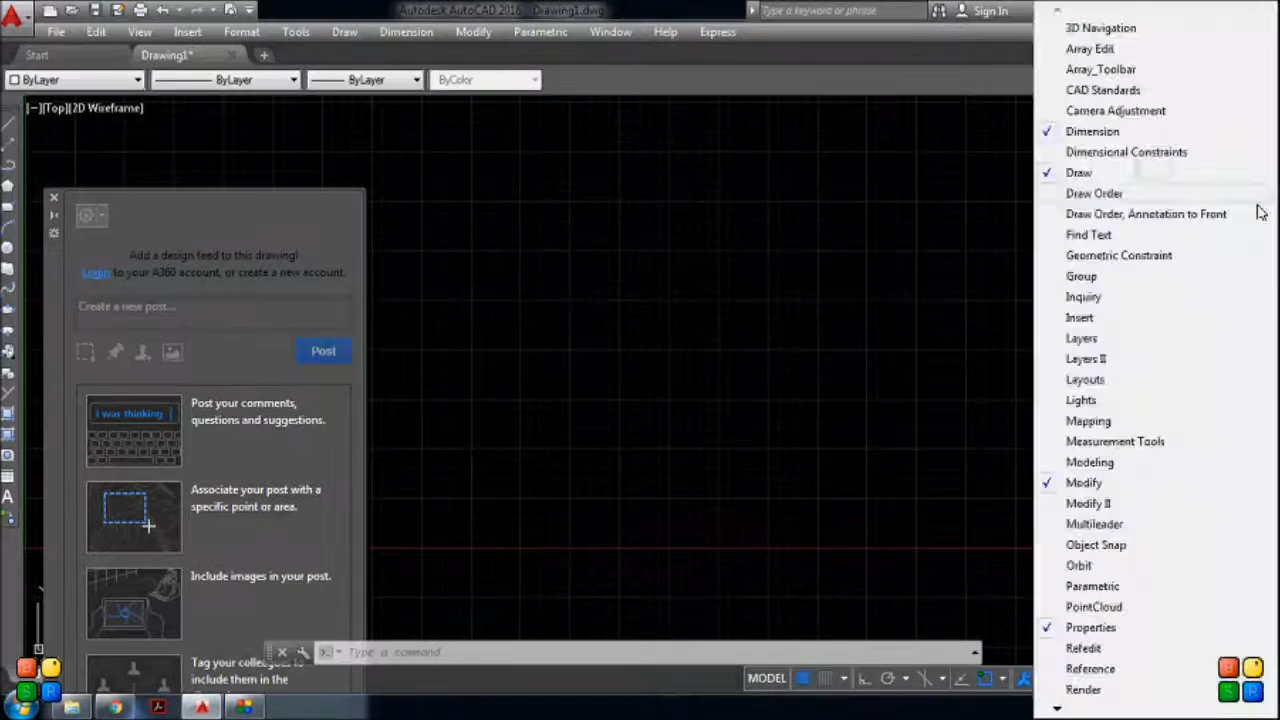 Autodesk AutoCAD 2016   Drawing1.dwg
Type a keyword or phrase
Sign In
File Edit View Insert Format Tools Draw Dimension Modify Parametric Window Help Express
Start Drawing1*
ByLayer ByLayer ByLayer ByColor
[−][Top][2D Wireframe]
Add a design feed to this drawing!
Login to your A360 account, or create a new account.
Create a new post...
Post
I was thinking |
Post your comments,
questions and suggestions.
Associate your post with a
specific point or area.
Include images in your post.
Tag your colleagues to
include them in the
A
Type a command
MODEL
3D Navigation
Array Edit
Array_Toolbar
CAD Standards
Camera Adjustment
Dimension
Dimensional Constraints
Draw
Draw Order
Draw Order, Annotation to Front
Find Text
Geometric Constraint
Group
Inquiry
Insert
Layers
Layers II
Layouts
Lights
Mapping
Measurement Tools
Modeling
Modify
Modify II
Multileader
Object Snap
Orbit
Parametric
PointCloud
Properties
Refedit
Reference
Render
B
S R
B
S R